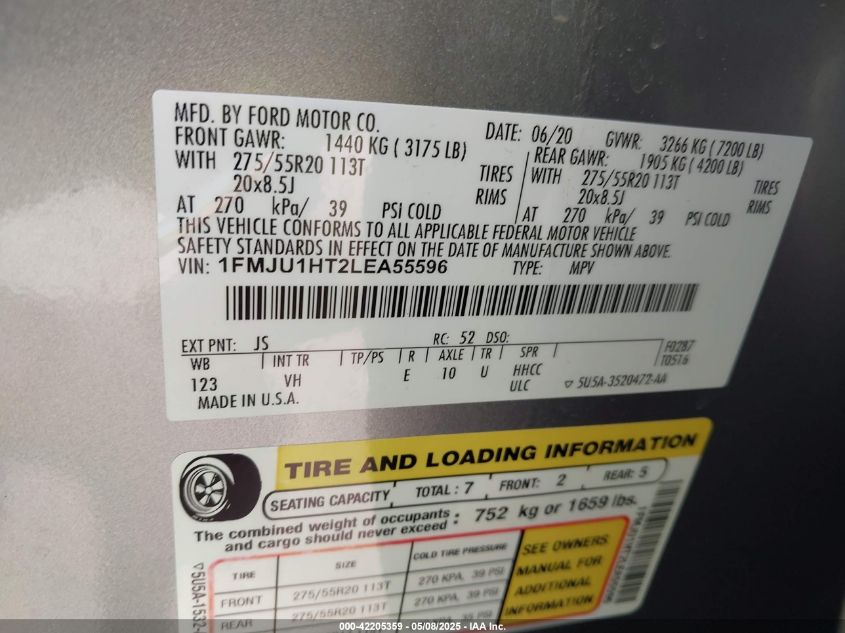 MFD. BY FORD MOTOR CO. DATE: 06/20 GVWR: 3266 KG ( 7200 LB)
FRONT GAWR: 1440 KG ( 3175 LB) REAR GAWR: 1905 KG ( 4200 LB)
WITH 275/55R20 113T TIRES WITH 275/55R20 113T TIRES
20x8.5J RIMS 20x8.5J RIMS
AT 270 kPa/ 39 PSI COLD AT 270 kPa/ 39 PSI COLD
THIS VEHICLE CONFORMS TO ALL APPLICABLE FEDERAL MOTOR VEHICLE
SAFETY STANDARDS IN EFFECT ON THE DATE OF MANUFACTURE SHOWN ABOVE.
VIN: 1FMJU1HT2LEA55596 TYPE: MPV
EXT PNT: JS RC: 52 DSO: F0287
WB INT TR TP/PS R AXLE TR SPR T0516
123 VH E 10 U HHCC
ULC 5U5A-3520472-AA
MADE IN U.S.A.
TIRE AND LOADING INFORMATION
SEATING CAPACITY TOTAL : 7 FRONT: 2 REAR: 5
The combined weight of occupants : 752 kg or 1659 lbs.
and cargo should never exceed
TIRE SIZE COLD TIRE PRESSURE
FRONT 275/55R20 113T 270 KPA, 39 PSI
REAR 275/55R20 113T 270 KPA, 39 PSI
SEE OWNERS
MANUAL FOR
ADDITIONAL
INFORMATION
5U5A-1532-
000-42205359 - 05/08/2025 - IAA Inc.